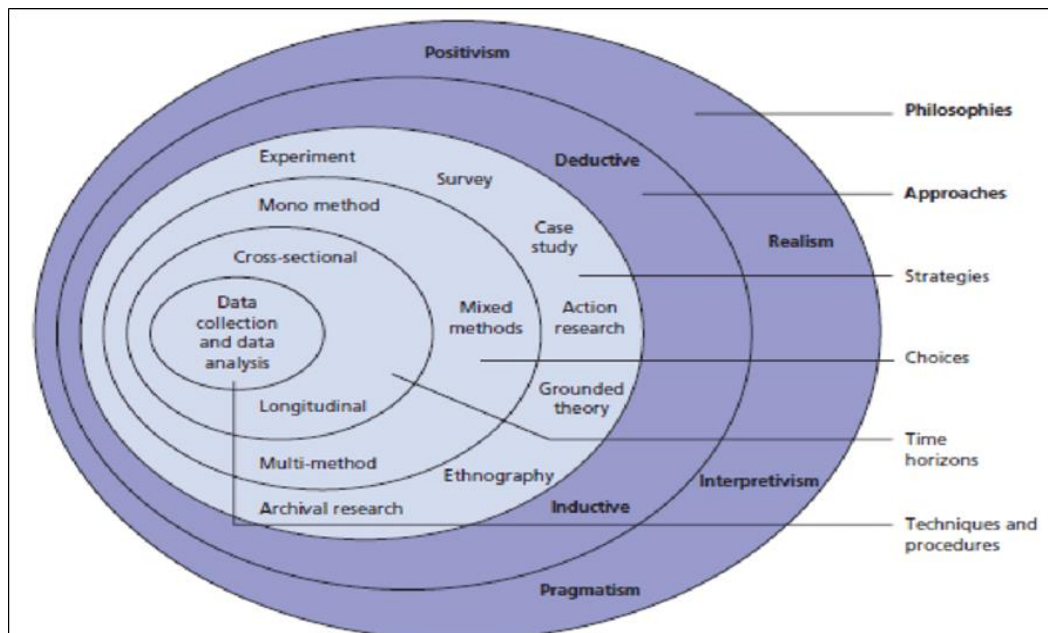 Positivism
Philosophies
Experiment
Deductive
Survey
Approaches
Mono method
Case
study
Realism
Cross-sectional
Strategies
Data
collection
and data
analysis
Mixed
methods
Action
research
Choices
Grounded
theory
Longitudinal
Time
horizons
Multi-method
Ethnography
Interpretivism
Archival research
Inductive
Techniques and
procedures
Pragmatism